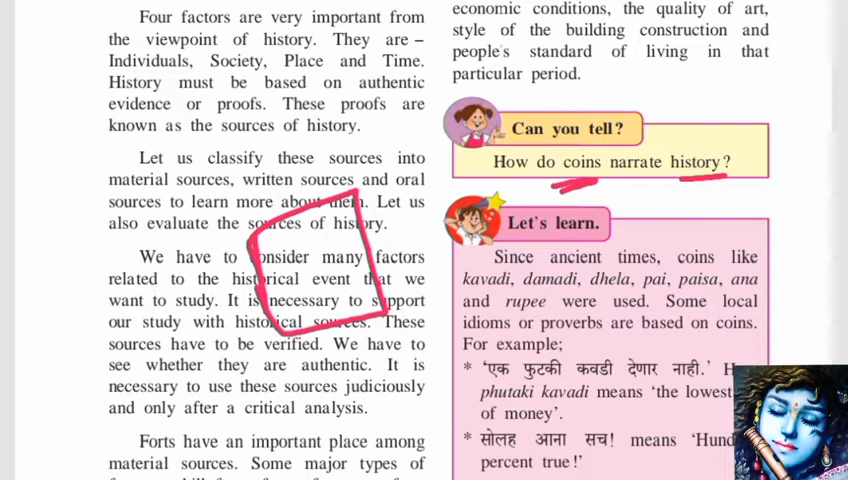 Four factors are very important from
the viewpoint of history. They are –
Individuals, Society, Place and Time.
History must be based on authentic
evidence or proofs. These proofs are
known as the sources of history.
Let us classify these sources into
material sources, written sources and oral
sources to learn more about them. Let us
also evaluate the sources of history.
We have to consider many factors
related to the historical event that we
want to study. It is necessary to support
our study with historical sources. These
sources have to be verified. We have to
see whether they are authentic. It is
necessary to use these sources judiciously
and only after a critical analysis.
Forts have an important place among
material sources. Some major types of
economic conditions, the quality of art,
style of the building construction and
people's standard of living in that
particular period.
Can you tell?
How do coins narrate history?
Let's learn.
Since ancient times, coins like
kavadi, damadi, dhela, pai, paisa, ana
and rupee were used. Some local
idioms or proverbs are based on coins.
For example;
* 'एक फुटकी कवडी देणार नाही.'
phutaki kavadi means 'the lowest
of money'.
* सोलह आना सच! means
percent true!'